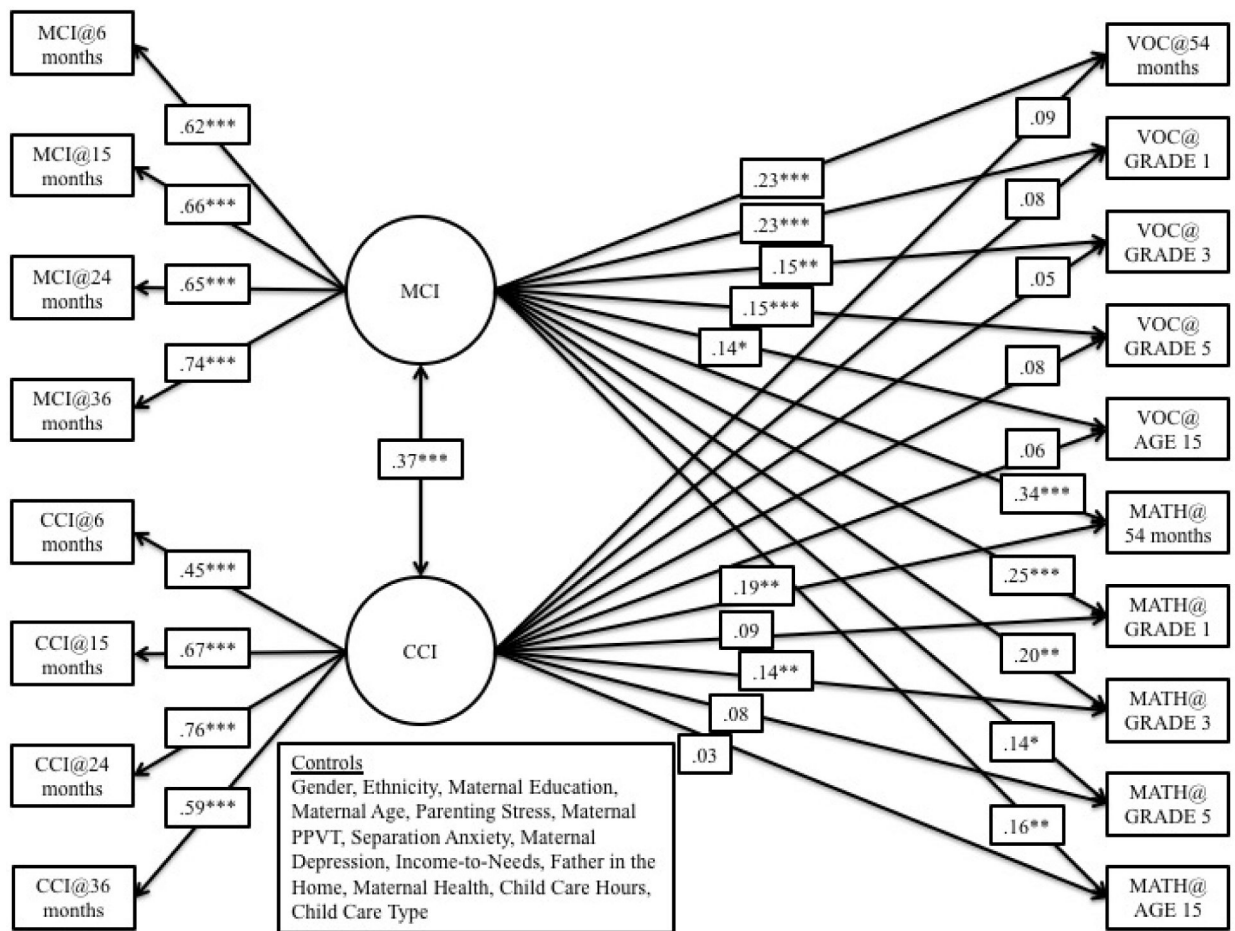 MCI@6
months
MCI@15
months
MCI@24
months
MCI@36
months
CCI@6
months
CCI@15
months
CCI@24
months
CCI@36
months
.62***
.66***
.65***
.74***
.45***
.67***
.76***
.59***
MCI
.37***
CCI
Controls
Gender, Ethnicity, Maternal Education,
Maternal Age, Parenting Stress, Maternal
PPVT, Separation Anxiety, Maternal
Depression, Income-to-Needs, Father in the
Home, Maternal Health, Child Care Hours,
Child Care Type
.23***
.23***
.15**
.15***
.14*
.19**
.09
.14**
.08
.03
.09
.08
.05
.08
.06
.34***
.25***
.20**
.14*
.16**
VOC@54
months
VOC@
GRADE 1
VOC@
GRADE 3
VOC@
GRADE 5
VOC@
AGE 15
MATH@
54 months
MATH@
GRADE 1
MATH@
GRADE 3
MATH@
GRADE 5
MATH@
AGE 15